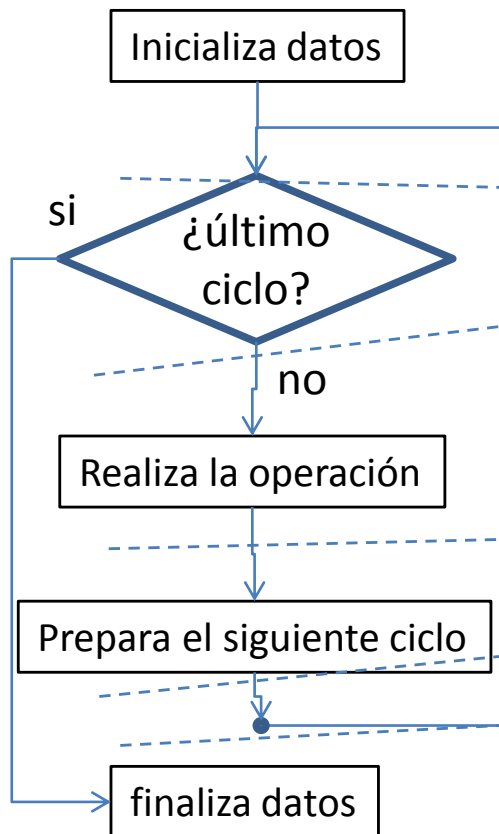 Inicializa datos
si
¿último
ciclo?
no
Realiza la operación
Prepara el siguiente ciclo
finaliza datos